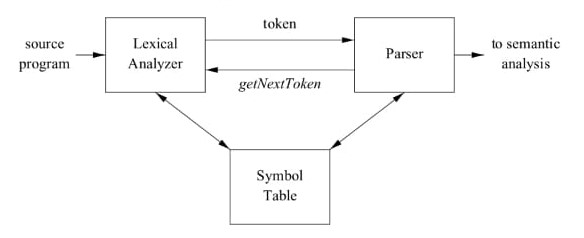 token
source
program
Lexical
Analyzer
Parser
to semantic
analysis
getNextToken
Symbol
Table